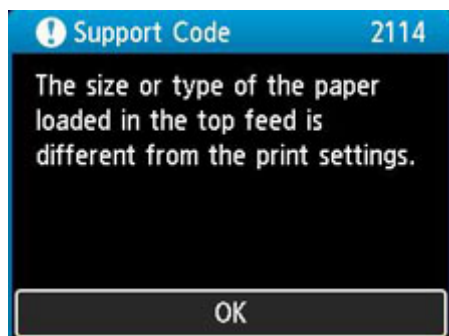 Support Code 2114
The size or type of the paper
loaded in the top feed is
different from the print settings.
OK